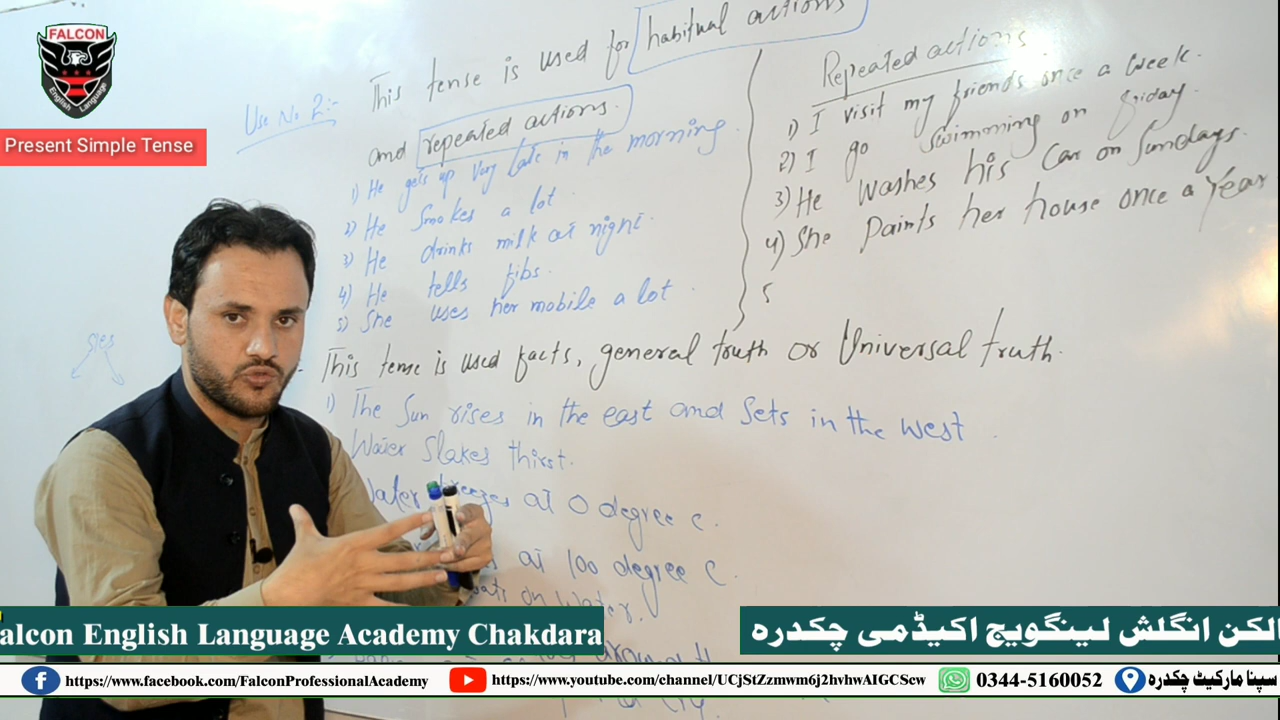 FALCON
English Language
Present Simple Tense
Use No 2:-
This tense is used for habitual actions
and repeated actions.
1) He gets up very late in the morning.
2) He smokes a lot.
3) He drinks milk at night.
4) He tells fibs.
5) She uses her mobile a lot.
Repeated actions
1) I visit my friends once a week.
2) I go swimming on friday.
3) He washes his car on Sundays.
4) She paints her house once a year
5
This tense is used facts, general truth or Universal truth.
1) The Sun rises in the east and Sets in the west.
Water slakes thirst.
Water freezes at 0 degree c.
at 100 degree c.
on water.
alcon English Language Academy Chakdara
الکن انگلش لینگویج اکیڈمی چکدرہ
https://www.facebook.com/FalconProfessionalAcademy
https://www.youtube.com/channel/UCjStZzmwm6j2hvhwAIGCScw
0344-5160052
سپنا مارکیٹ چکدرہ